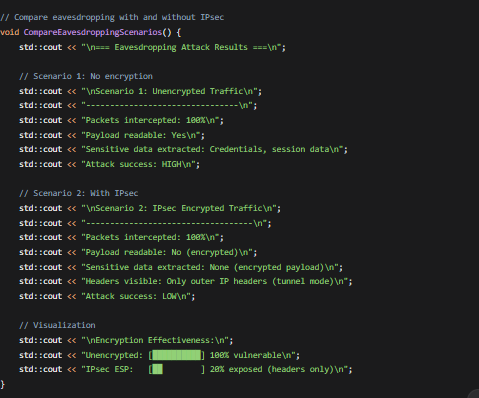 // Compare eavesdropping with and without IPsec
void CompareEavesdroppingScenarios() {
    std::cout << "\n=== Eavesdropping Attack Results ===\n";

    // Scenario 1: No encryption
    std::cout << "\nScenario 1: Unencrypted Traffic\n";
    std::cout << "--------------------------------\n";
    std::cout << "Packets intercepted: 100%\n";
    std::cout << "Payload readable: Yes\n";
    std::cout << "Sensitive data extracted: Credentials, session data\n";
    std::cout << "Attack success: HIGH\n";

    // Scenario 2: With IPsec
    std::cout << "\nScenario 2: IPsec Encrypted Traffic\n";
    std::cout << "-----------------------------------\n";
    std::cout << "Packets intercepted: 100%\n";
    std::cout << "Payload readable: No (encrypted)\n";
    std::cout << "Sensitive data extracted: None (encrypted payload)\n";
    std::cout << "Headers visible: Only outer IP headers (tunnel mode)\n";
    std::cout << "Attack success: LOW\n";

    // Visualization
    std::cout << "\nEncryption Effectiveness:\n";
    std::cout << "Unencrypted: [██████████] 100% vulnerable\n";
    std::cout << "IPsec ESP:   [██        ] 20% exposed (headers only)\n";
}